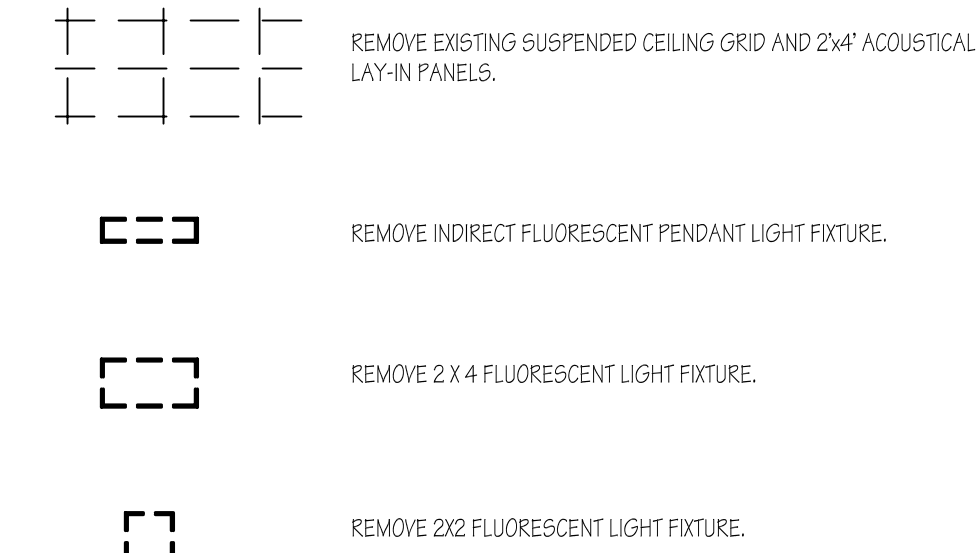 REMOVE EXISTING SUSPENDED CEILING GRID AND 2'x4' ACOUSTICAL
LAY-IN PANELS.
REMOVE INDIRECT FLUORESCENT PENDANT LIGHT FIXTURE.
REMOVE 2 X 4 FLUORESCENT LIGHT FIXTURE.
REMOVE 2X2 FLUORESCENT LIGHT FIXTURE.